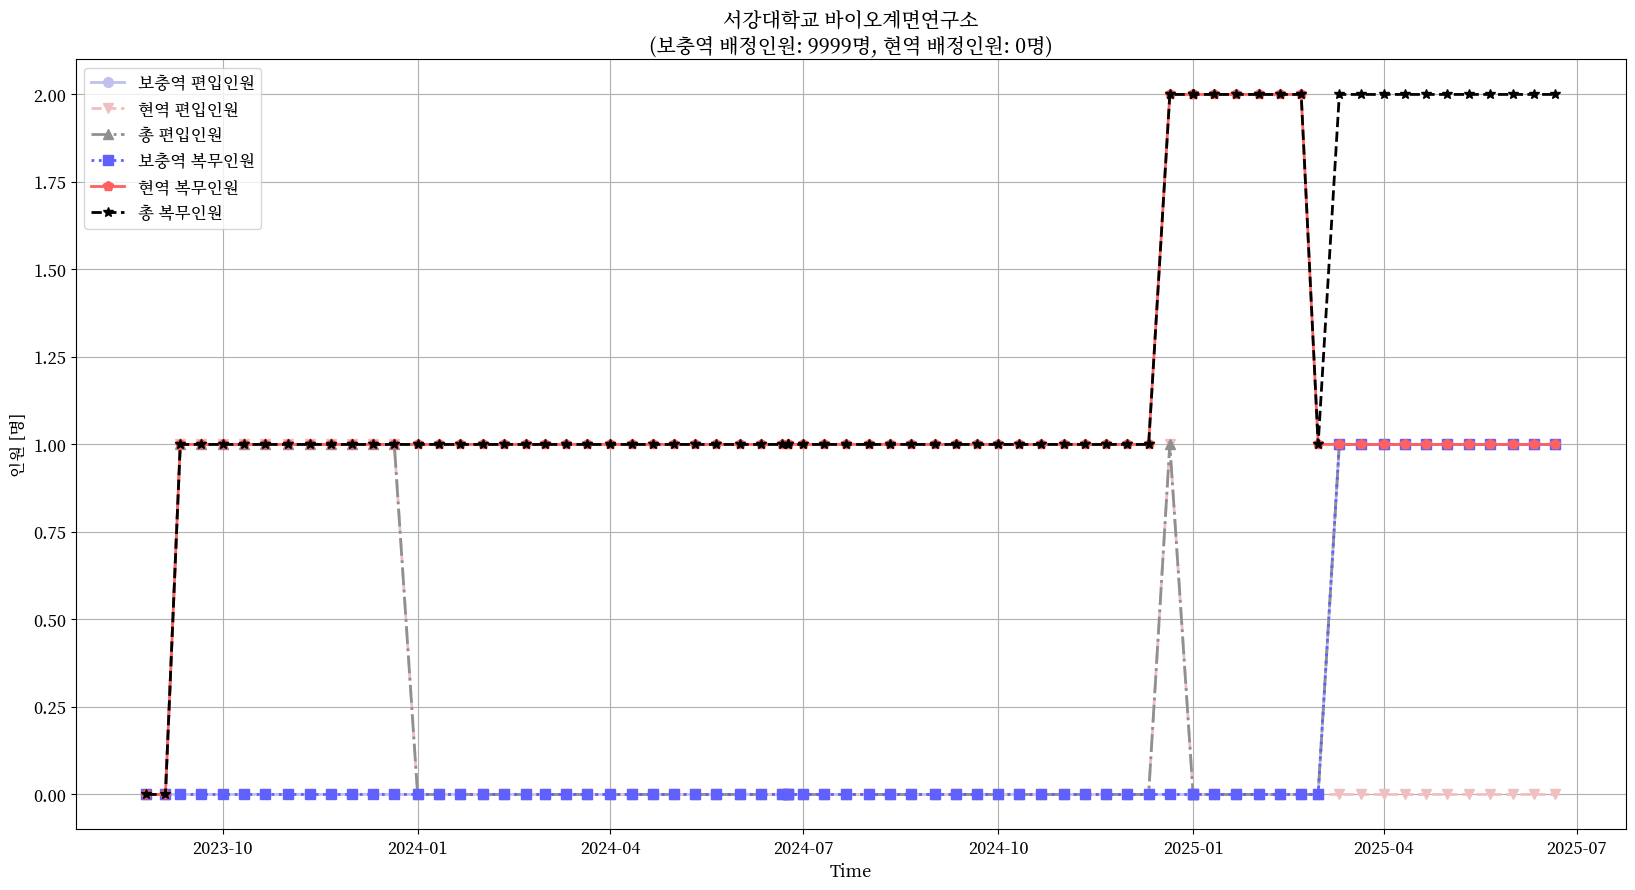 서강대학교 바이오계면연구소
(보충역 배정인원: 9999명, 현역 배정인원: 0명)
보충역 편입인원
현역 편입인원
총 편입인원
보충역 복무인원
현역 복무인원
총 복무인원
인원 [명]
2.00
1.75
1.50
1.25
1.00
0.75
0.50
0.25
0.00
2023-10
2024-01
2024-04
2024-07
2024-10
2025-01
2025-04
2025-07
Time